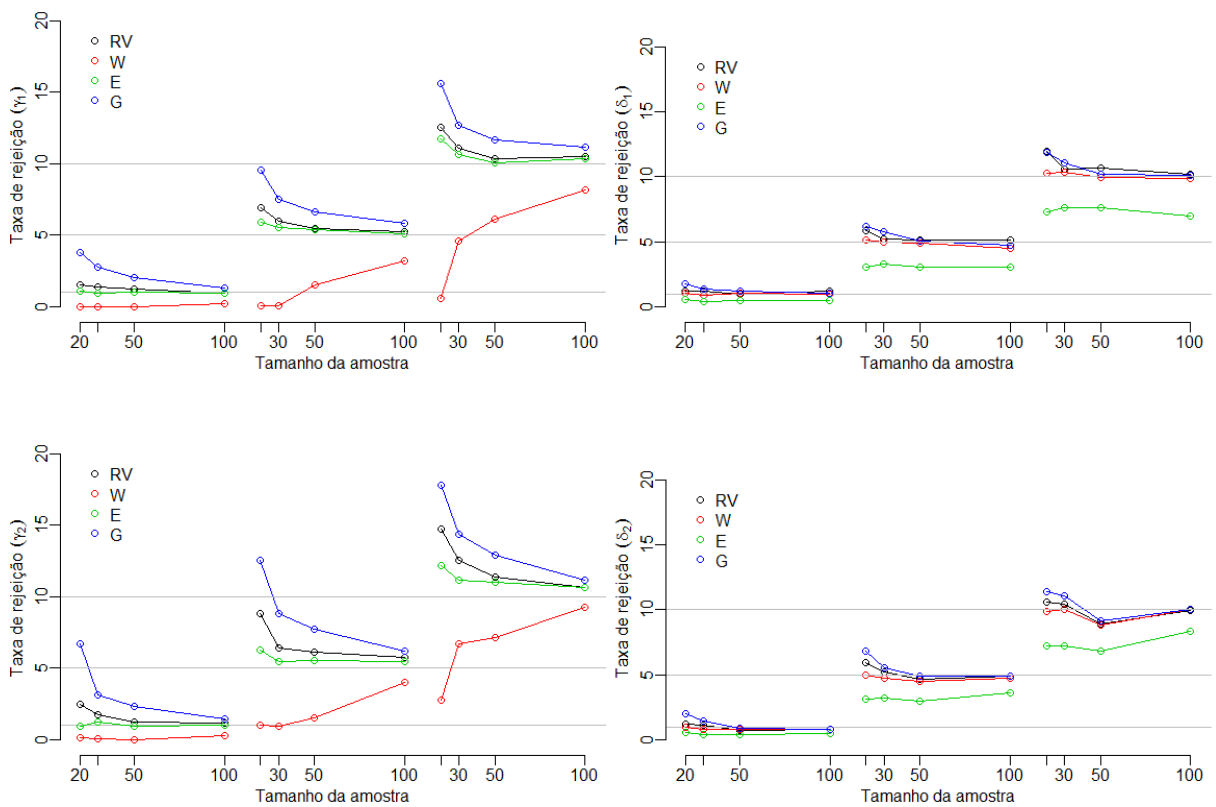 Taxa de rejeição (γ1)
20
15
10
5
0
RV
W
E
G
20 50 100 30 50 100 30 50 100
Tamanho da amostra
Taxa de rejeição (δ1)
20
15
10
5
0
RV
W
E
G
20 50 100 30 50 100 30 50 100
Tamanho da amostra
Taxa de rejeição (γ2)
20
15
10
5
0
RV
W
E
G
20 50 100 30 50 100 30 50 100
Tamanho da amostra
Taxa de rejeição (δ2)
20
15
10
5
0
RV
W
E
G
20 50 100 30 50 100 30 50 100
Tamanho da amostra